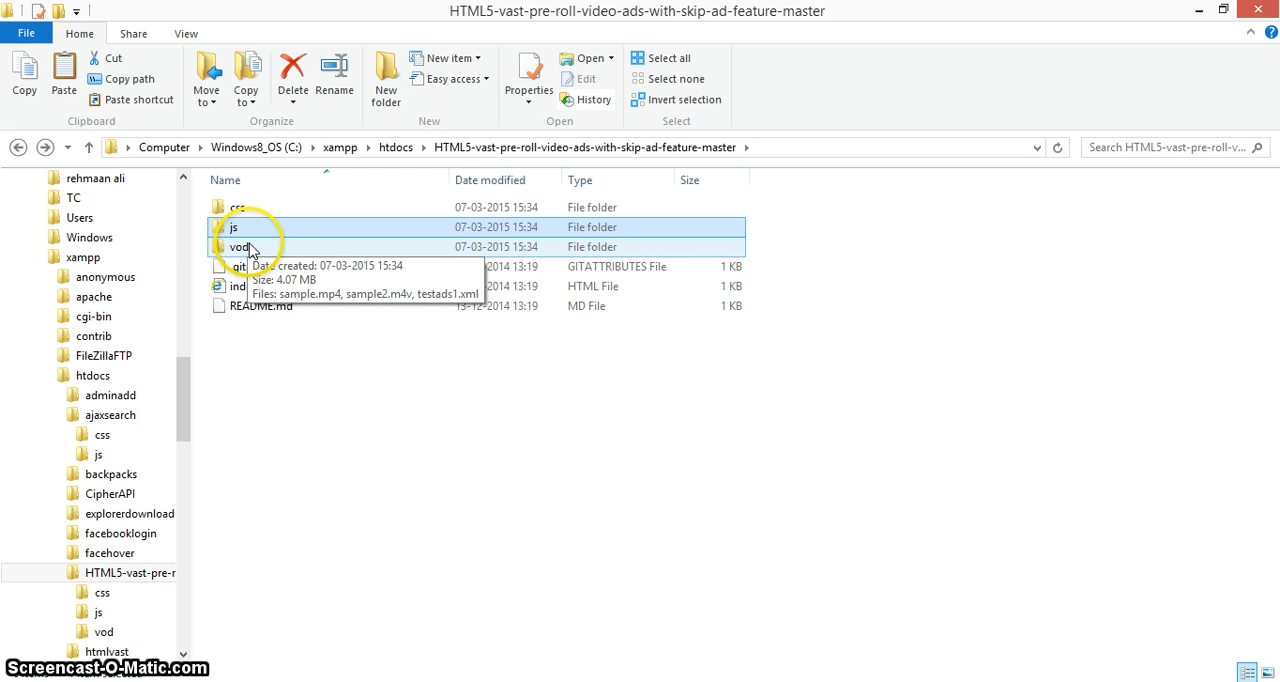 HTML5-vast-pre-roll-video-ads-with-skip-ad-feature-master
File Home Share View
Copy
Paste
Cut
Copy path
Paste shortcut
Clipboard
Move to
Copy to
Delete
Rename
Organize
New folder
New item
Easy access
New
Properties
Open
Edit
History
Open
Select all
Select none
Invert selection
Select
Computer Windows8_OS (C:) xampp htdocs HTML5-vast-pre-roll-video-ads-with-skip-ad-feature-master
Search HTML5-vast-pre-roll-v...
rehmaan ali
TC
Users
Windows
xampp
anonymous
apache
cgi-bin
contrib
FileZillaFTP
htdocs
adminadd
ajaxsearch
css
js
backpacks
CipherAPI
explorerdownload
facebooklogin
facehover
HTML5-vast-pre-r
css
js
vod
htmlvast
Name Date modified Type Size
css 07-03-2015 15:34 File folder
js 07-03-2015 15:34 File folder
vod 07-03-2015 15:34 File folder
.git 2014 13:19 GITATTRIBUTES File 1 KB
ind 2014 13:19 HTML File 1 KB
README.md 13-12-2014 13:19 MD File 1 KB
Date created: 07-03-2015 15:34
Size: 4.07 MB
Files: sample.mp4, sample2.m4v, testads1.xml
Screencast-O-Matic.com